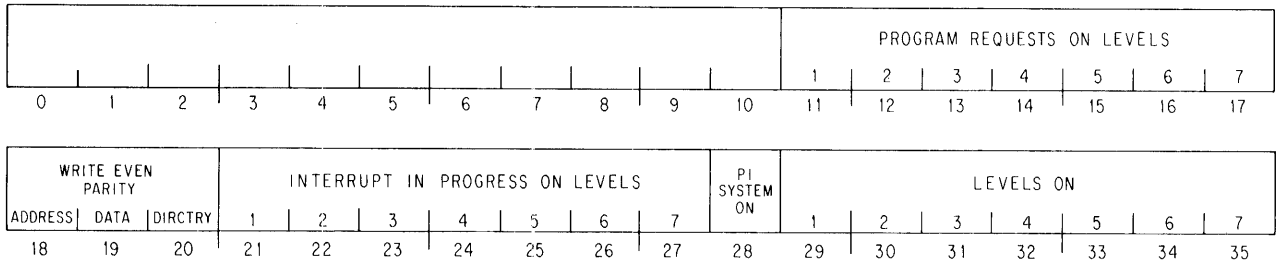 PROGRAM REQUESTS ON LEVELS
1 2 3 4 5 6 7
0 1 2 3 4 5 6 7 8 9 10 11 12 13 14 15 16 17
WRITE EVEN PARITY
INTERRUPT IN PROGRESS ON LEVELS
PI SYSTEM ON
LEVELS ON
ADDRESS DATA DIRCTRY 1 2 3 4 5 6 7 1 2 3 4 5 6 7
18 19 20 21 22 23 24 25 26 27 28 29 30 31 32 33 34 35